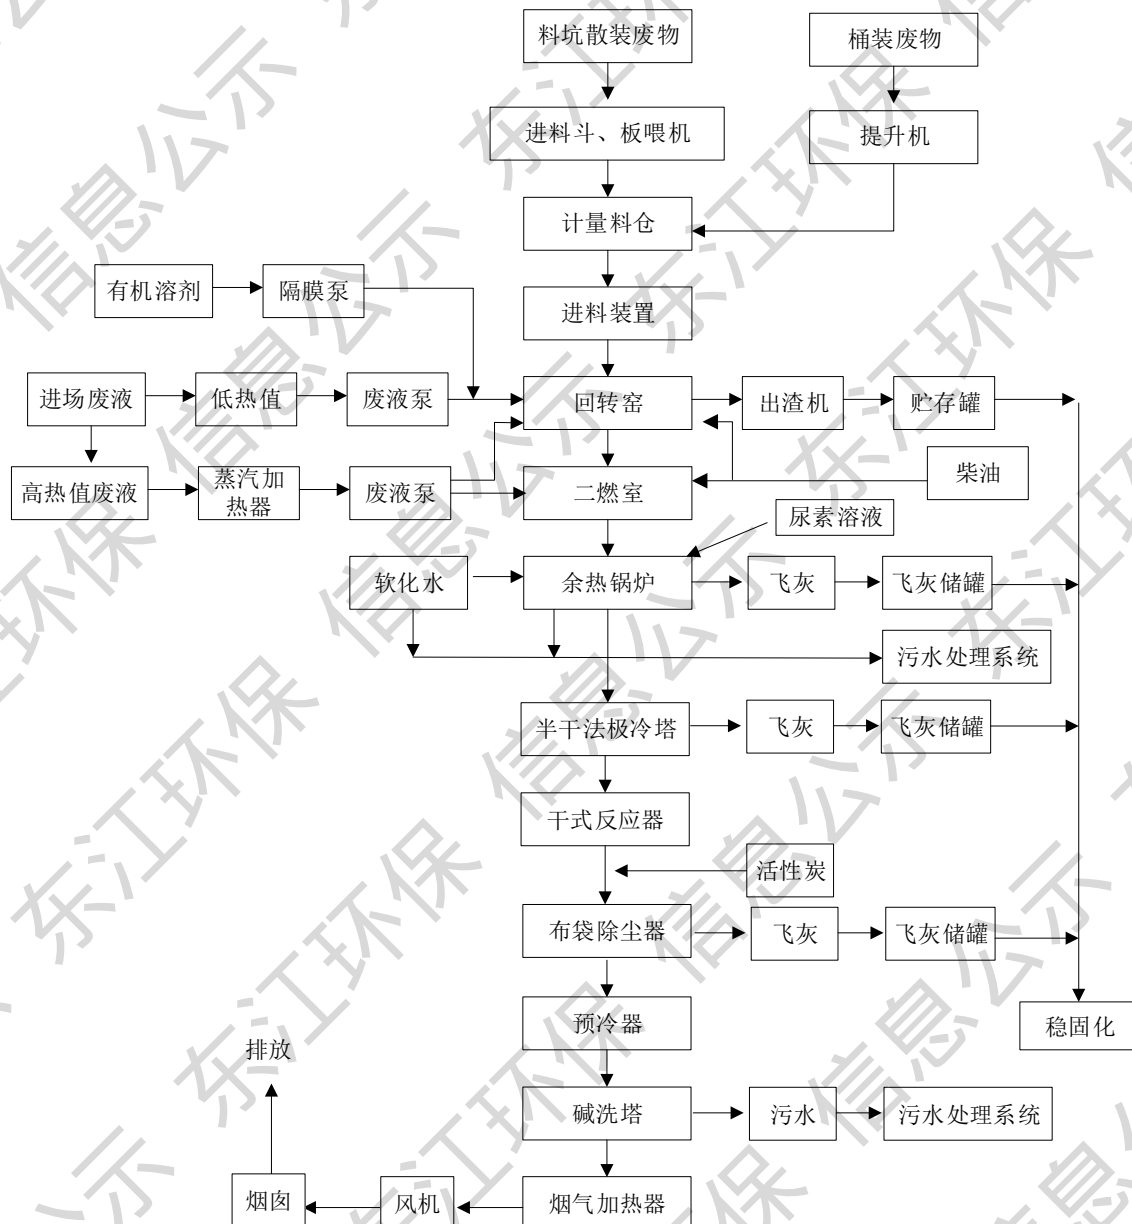 料坑散装废物
桶装废物
进料斗、板喂机
提升机
计量料仓
有机溶剂
隔膜泵
进料装置
进场废液
低热值
废液泵
回转窑
出渣机
贮存罐
高热值废液
蒸汽加
热器
废液泵
二燃室
柴油
尿素溶液
软化水
余热锅炉
飞灰
飞灰储罐
污水处理系统
半干法极冷塔
飞灰
飞灰储罐
干式反应器
活性炭
布袋除尘器
飞灰
飞灰储罐
预冷器
稳固化
排放
碱洗塔
污水
污水处理系统
烟囱
风机
烟气加热器
东江环保 信息公示